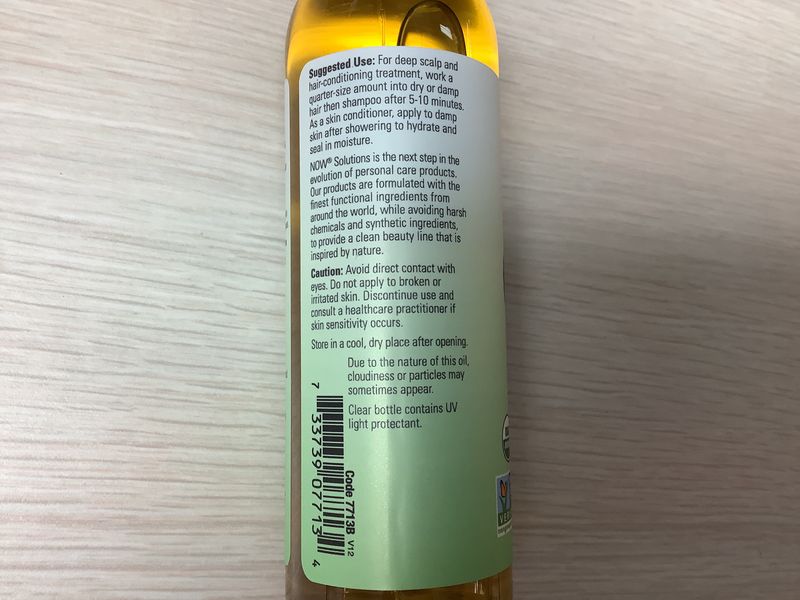 Suggested Use: For deep scalp and
hair-conditioning treatment, work a
quarter-size amount into dry or damp
hair then shampoo after 5-10 minutes.
As a skin conditioner, apply to damp
skin after showering to hydrate and
seal in moisture.
NOW® Solutions is the next step in the
evolution of personal care products.
Our products are formulated with the
finest functional ingredients from
around the world, while avoiding harsh
chemicals and synthetic ingredients,
to provide a clean beauty line that is
inspired by nature.
Caution: Avoid direct contact with
eyes. Do not apply to broken or
irritated skin. Discontinue use and
consult a healthcare practitioner if
skin sensitivity occurs.
Store in a cool, dry place after opening.
Due to the nature of this oil,
cloudiness or particles may
sometimes appear.
Clear bottle contains UV
light protectant.
Code 7713B V12
7 33739 07713 4